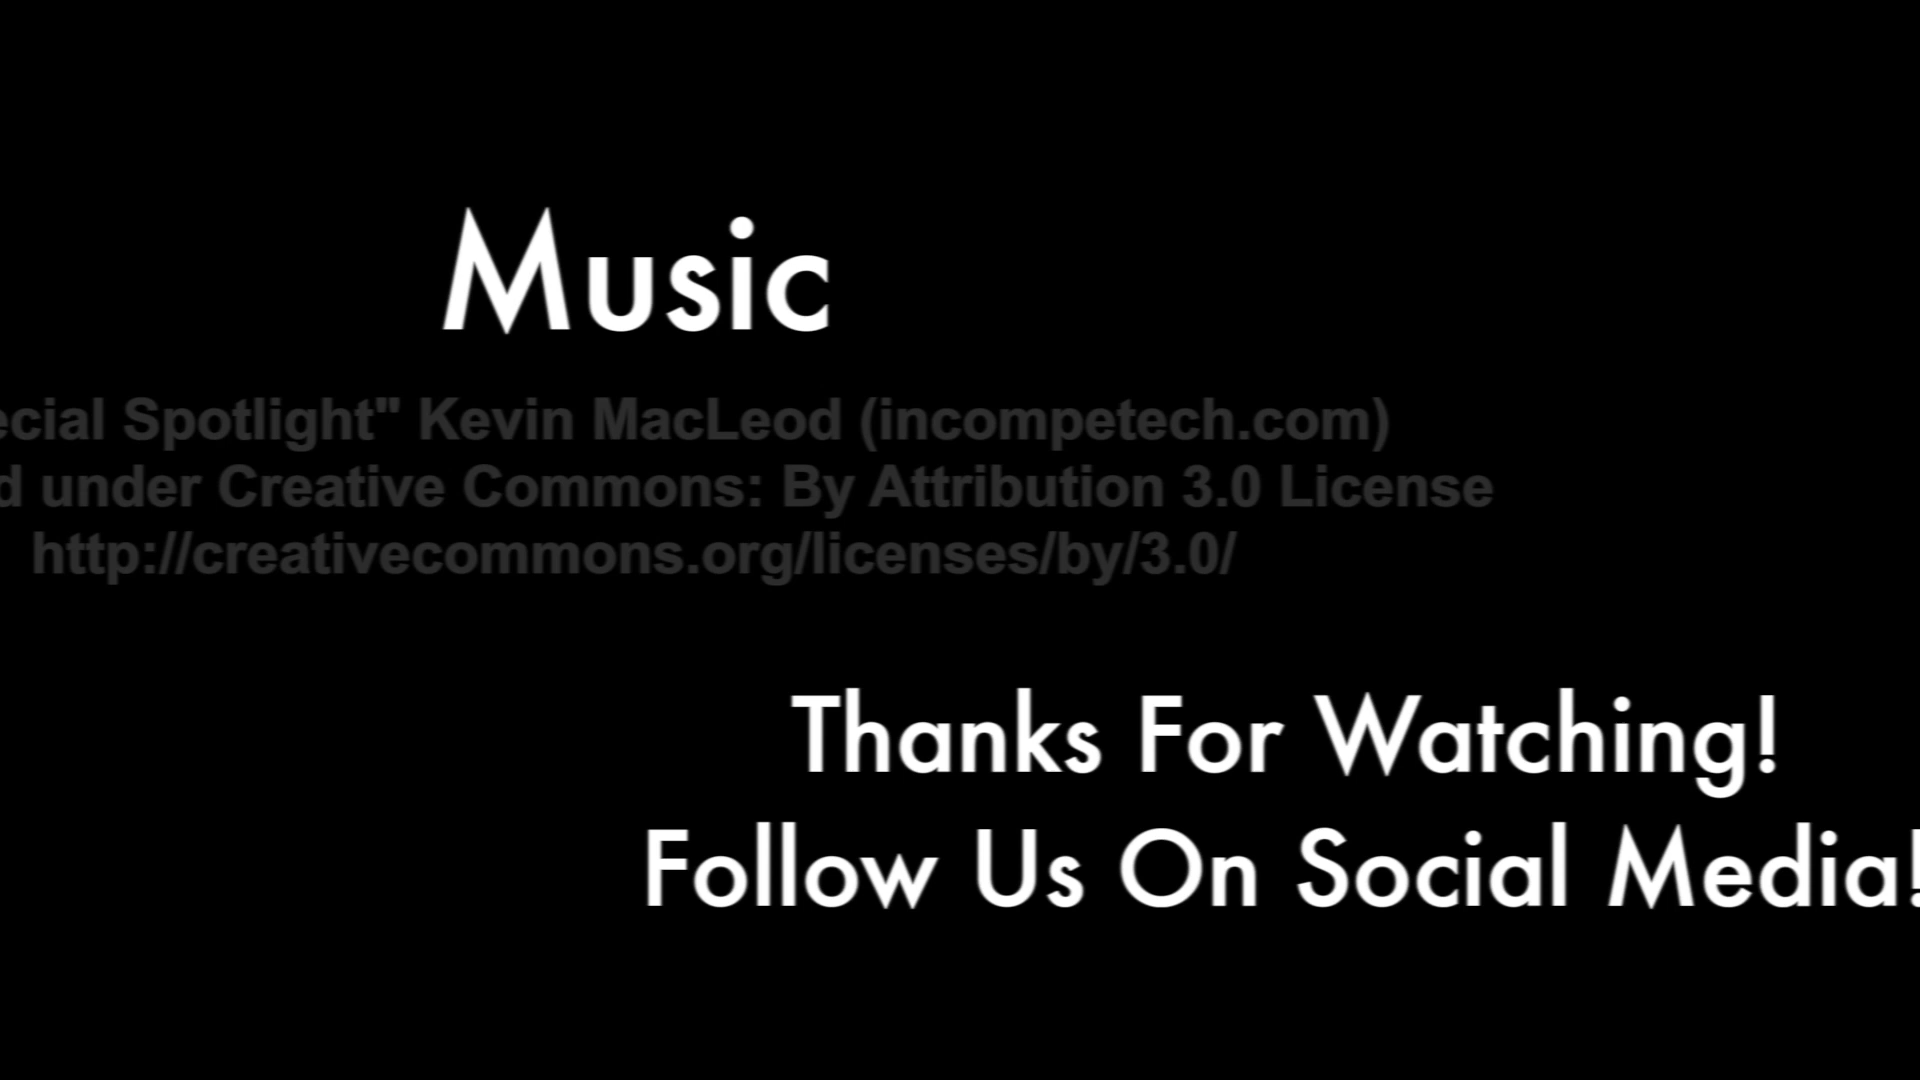 Music
Spotlight" Kevin MacLeod (incompetech.com)
under Creative Commons: By Attribution 3.0 License
http://creativecommons.org/licenses/by/3.0/
Thanks For Watching!
Follow Us On Social Media!